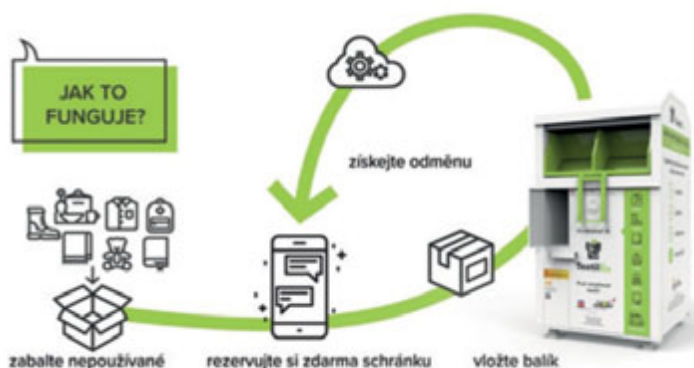 JAK TO
FUNGUJE?
získejte odměnu
zabalte nepoužívané
rezervujte si zdarma schránku
vložte balík